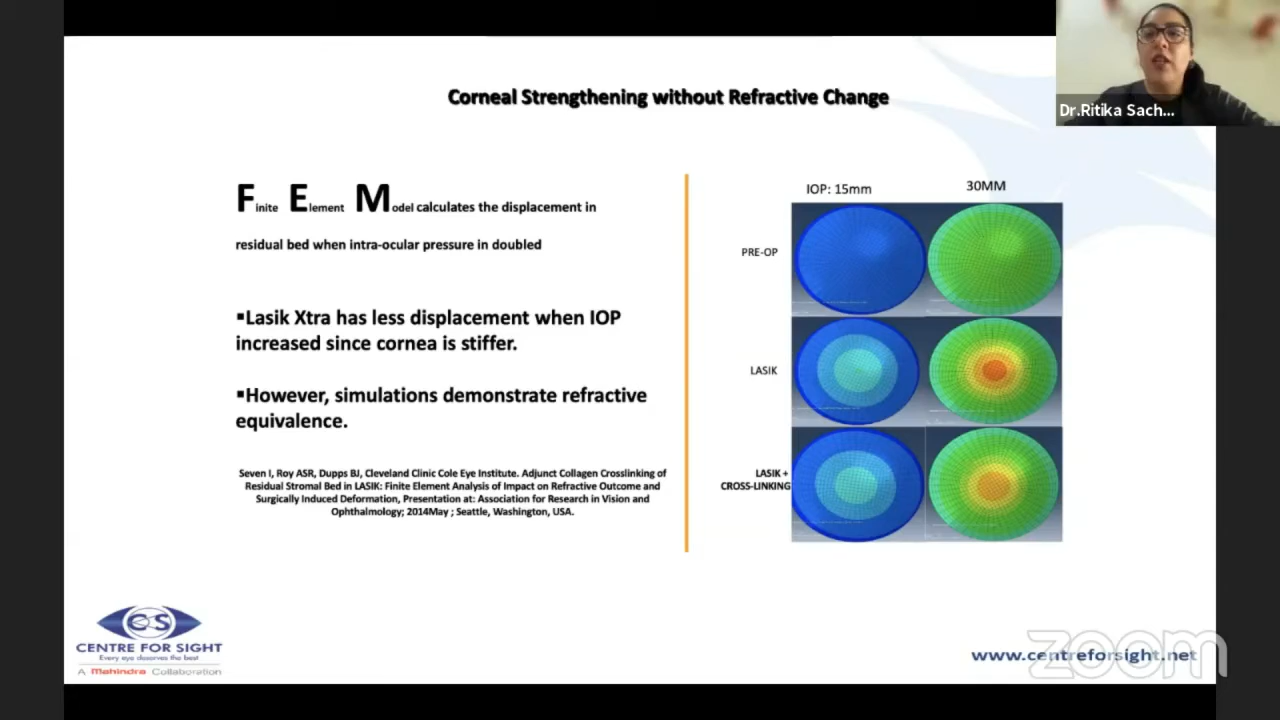 Corneal Strengthening without Refractive Change
Dr.Ritika Sach...
Finite Element Model calculates the displacement in
residual bed when intra-ocular pressure in doubled
▪Lasik Xtra has less displacement when IOP
increased since cornea is stiffer.
▪However, simulations demonstrate refractive
equivalence.
Seven I, Roy ASR, Dupps BJ, Cleveland Clinic Cole Eye Institute. Adjunct Collagen Crosslinking of
Residual Stromal Bed in LASIK: Finite Element Analysis of Impact on Refractive Outcome and
Surgically Induced Deformation, Presentation at: Association for Research in Vision and
Ophthalmology; 2014May ; Seattle, Washington, USA.
IOP: 15mm
30MM
PRE-OP
LASIK
LASIK +
CROSS-LINKING
CS
CENTRE FOR SIGHT
Every eye deserves the best
A Mahindra Collaboration
www.centreforsight.net
zoom